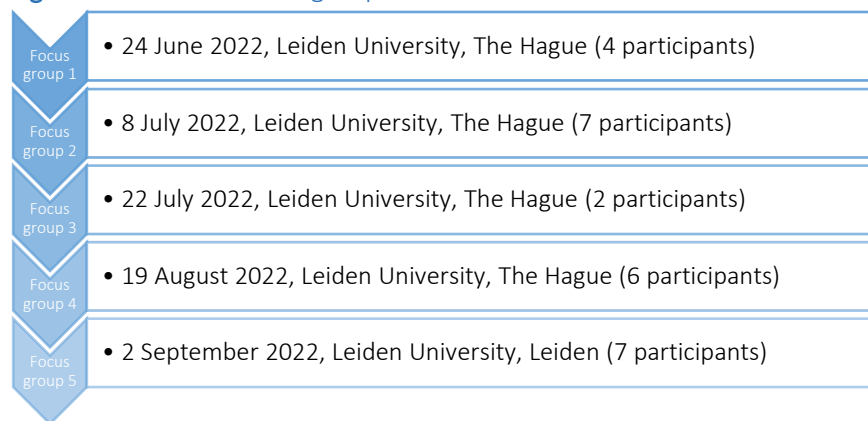 Focus
group 1
• 24 June 2022, Leiden University, The Hague (4 participants)
Focus
group 2
• 8 July 2022, Leiden University, The Hague (7 participants)
Focus
group 3
• 22 July 2022, Leiden University, The Hague (2 participants)
Focus
group 4
• 19 August 2022, Leiden University, The Hague (6 participants)
Focus
group 5
• 2 September 2022, Leiden University, Leiden (7 participants)